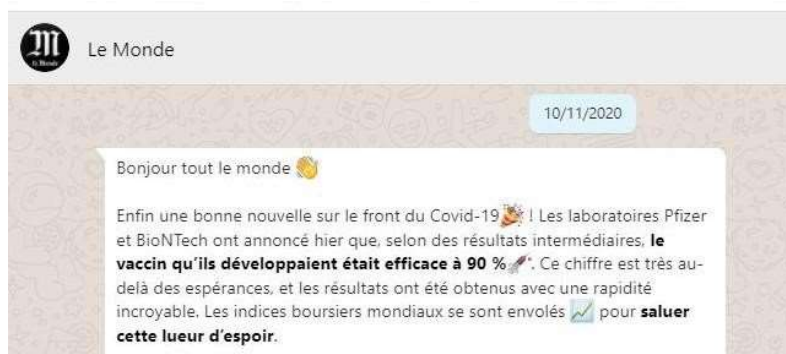 M
Le Monde
Le Monde
10/11/2020
Bonjour tout le monde 👋
Enfin une bonne nouvelle sur le front du Covid-19🎉 ! Les laboratoires Pfizer
et BioNTech ont annoncé hier que, selon des résultats intermédiaires, le
vaccin qu’ils développaient était efficace à 90 %💉. Ce chiffre est très au-
delà des espérances, et les résultats ont été obtenus avec une rapidité
incroyable. Les indices boursiers mondiaux se sont envolés 📈 pour saluer
cette lueur d’espoir.